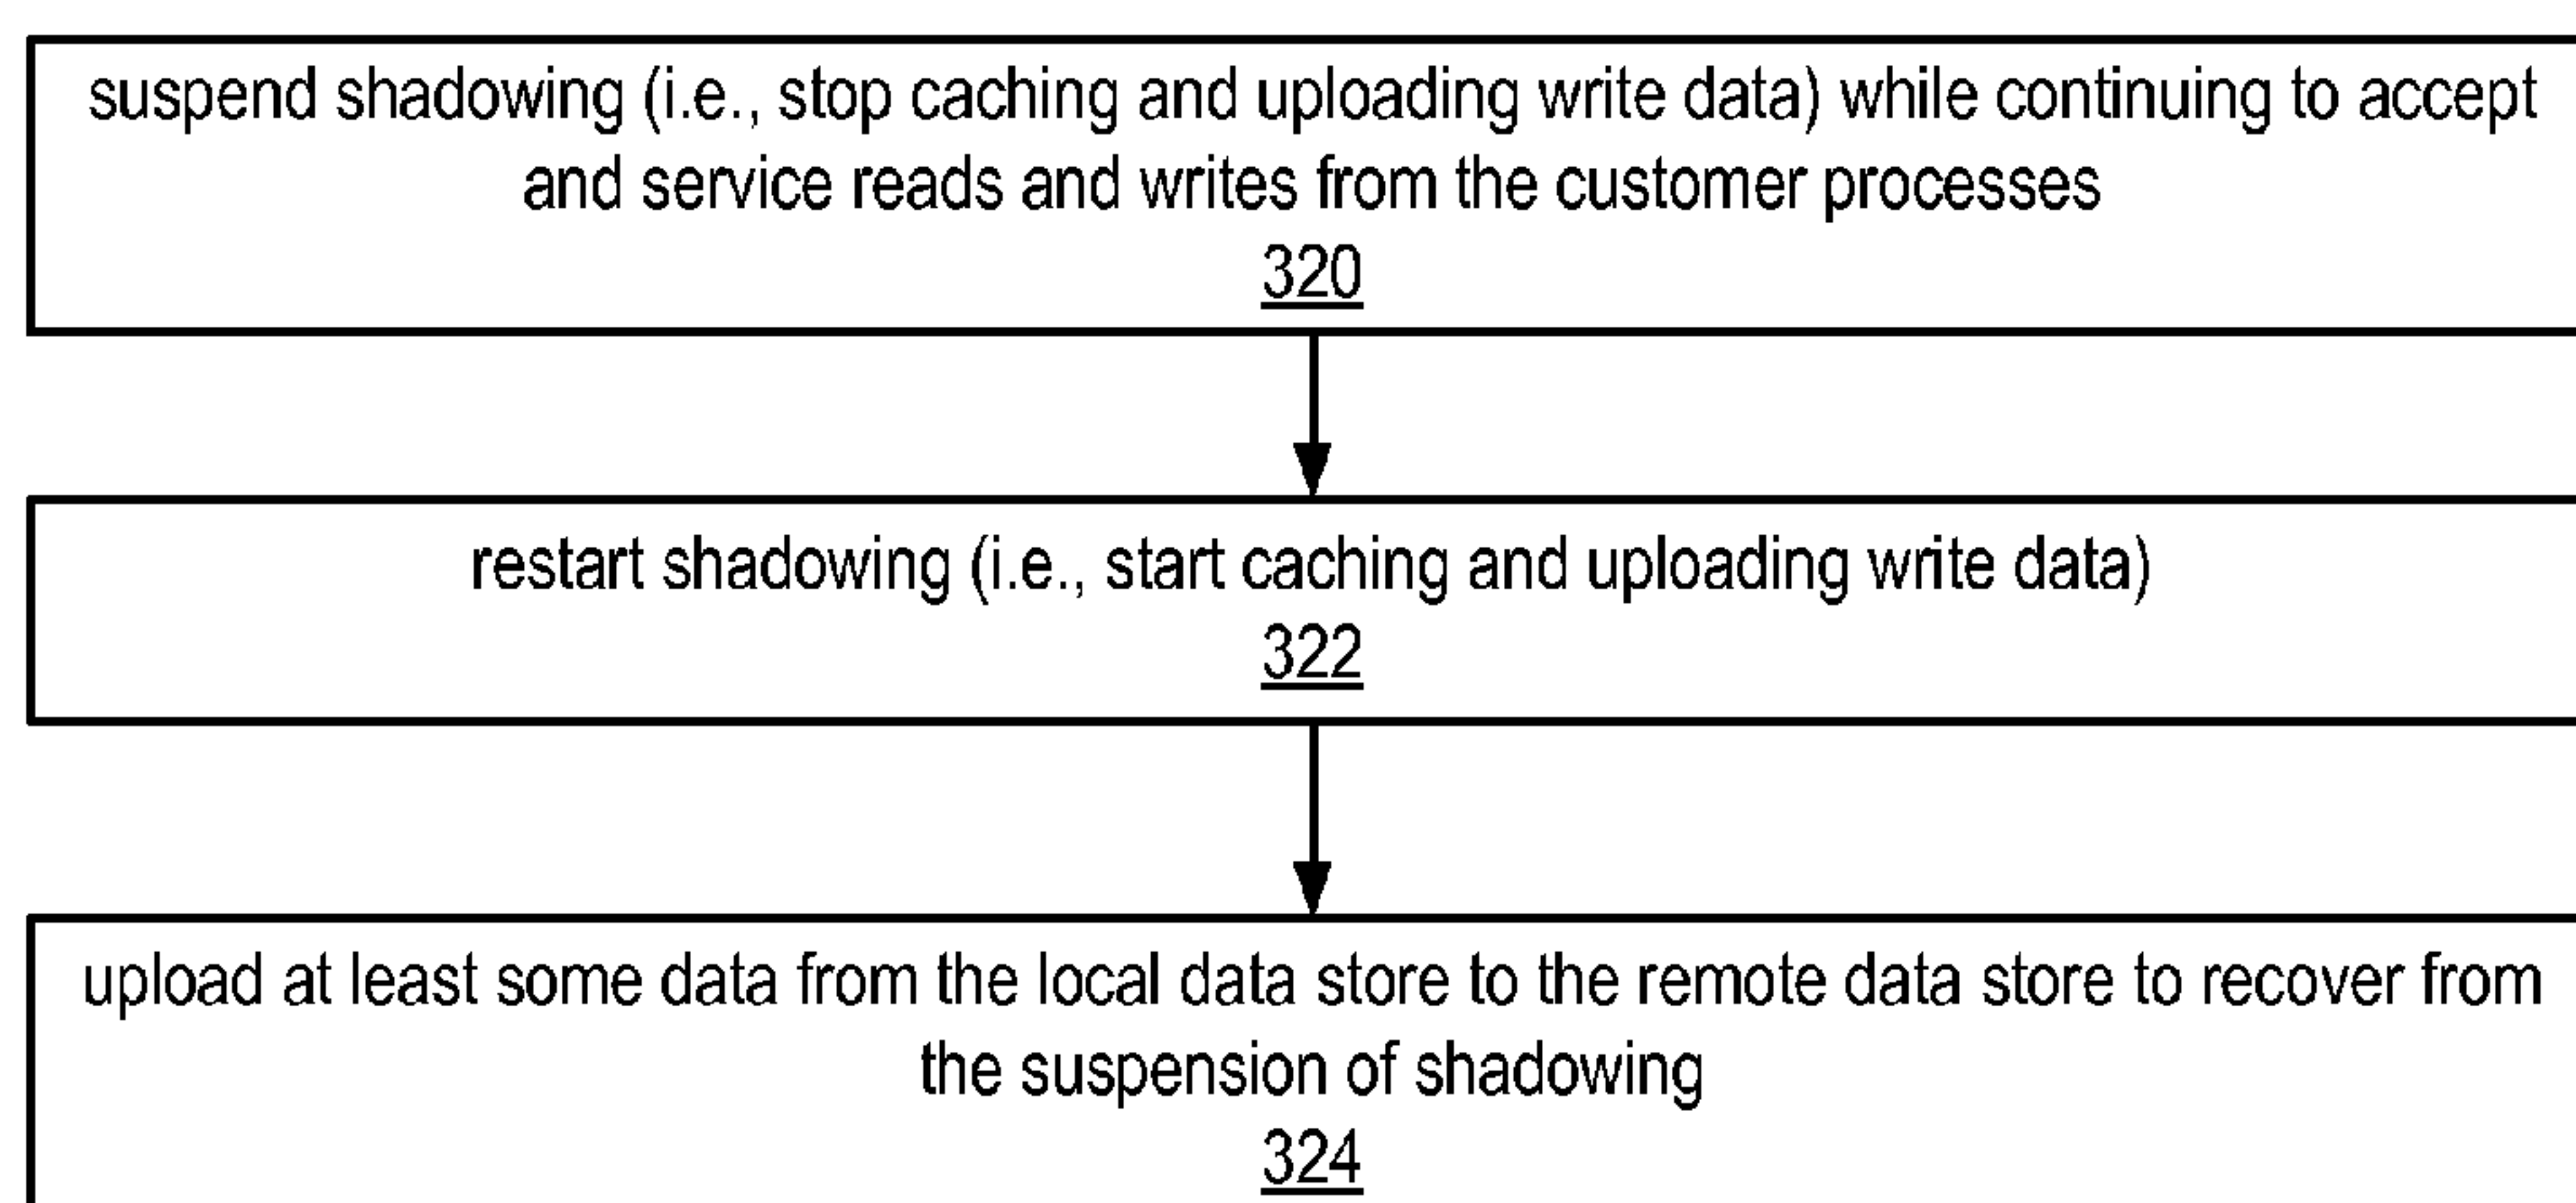 suspend shadowing (i.e., stop caching and uploading write data) while continuing to accept
and service reads and writes from the customer processes
320
restart shadowing (i.e., start caching and uploading write data)
322
upload at least some data from the local data store to the remote data store to recover from
the suspension of shadowing
324